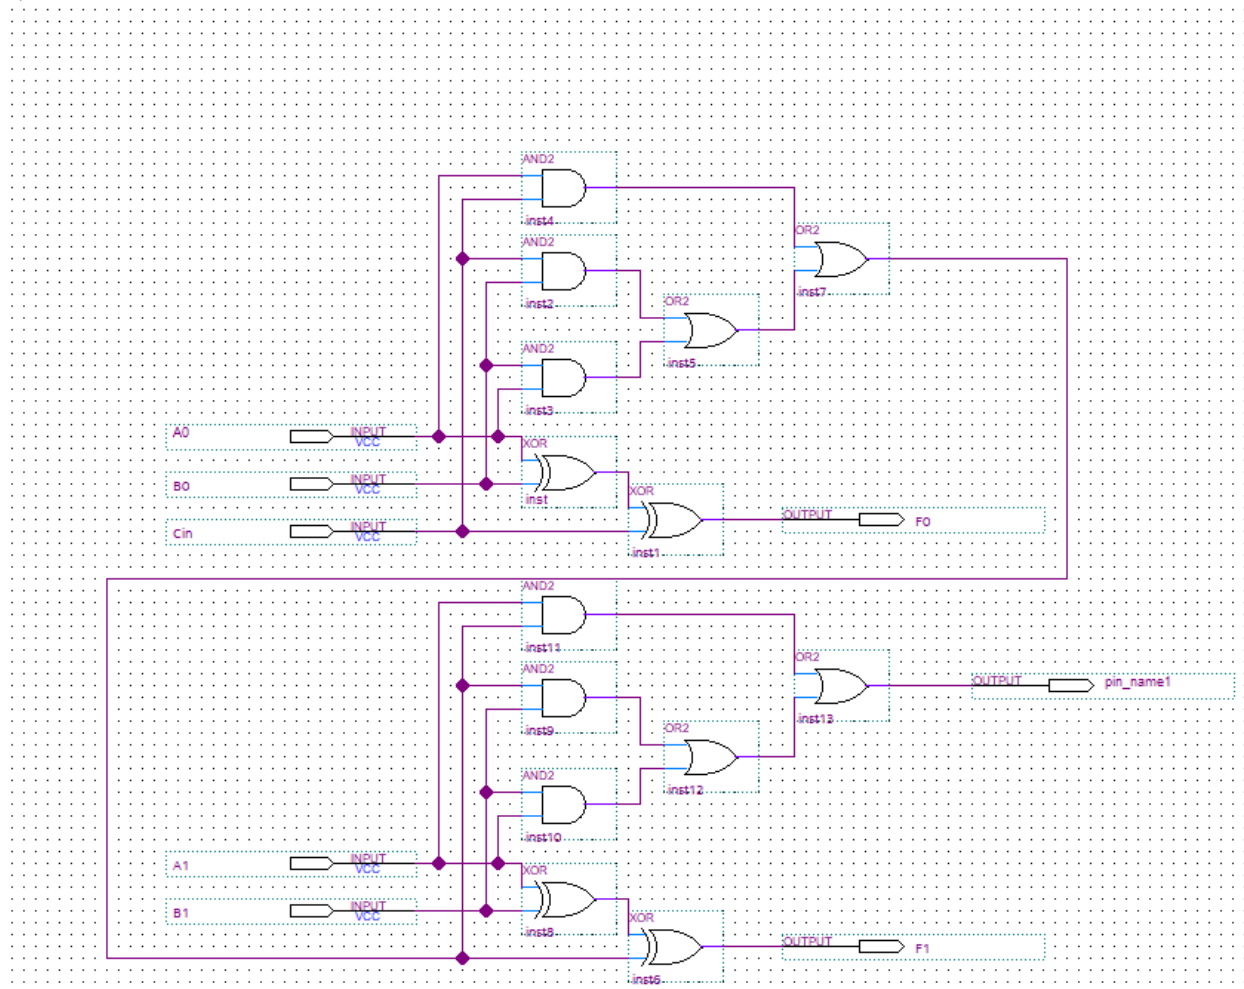 AND2
inst4
AND2
inst2
OR2
inst7
OR2
inst5
AND2
inst3
A0 INPUT
VCC
XOR
inst
B0 INPUT
VCC
XOR
inst1
Cin INPUT
VCC
OUTPUT F0
AND2
inst11
AND2
inst9
OR2
inst13
OUTPUT pin_name1
OR2
inst12
AND2
inst10
A1 INPUT
VCC
XOR
inst8
B1 INPUT
VCC
XOR
inst6
OUTPUT F1